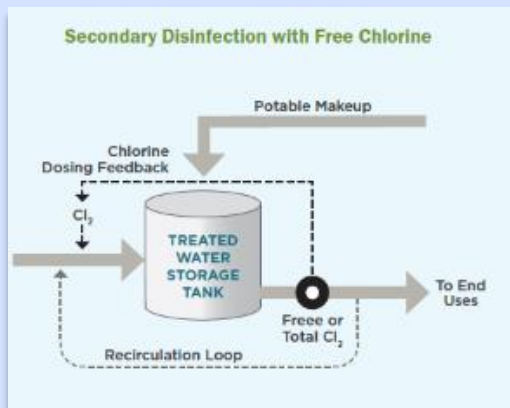 Secondary Disinfection with Free Chlorine
Potable Makeup
Chlorine
Dosing Feedback
Cl₂
TREATED
WATER
STORAGE
TANK
To End
Uses
Freee or
Total Cl₂
Recirculation Loop